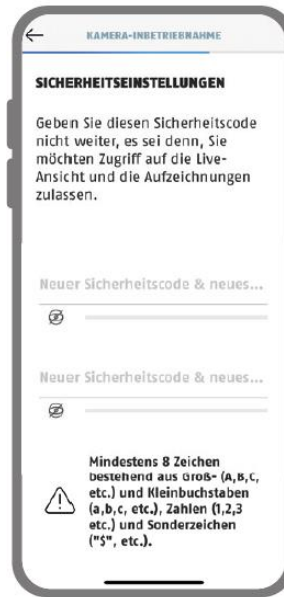 KAMERA-INBETRIEBNAHME
SICHERHEITSEINSTELLUNGEN
Geben Sie diesen Sicherheitscode
nicht weiter, es sei denn, Sie
möchten Zugriff auf die Live-
Ansicht und die Aufzeichnungen
zulassen.
Neuer Sicherheitscode & neues...
Neuer Sicherheitscode & neues...
Mindestens 8 Zeichen
bestehend aus Groß- (A,B,C,
etc.) und Kleinbuchstaben
(a,b,c, etc.), Zahlen (1,2,3
etc.) und Sonderzeichen
("$", etc.).